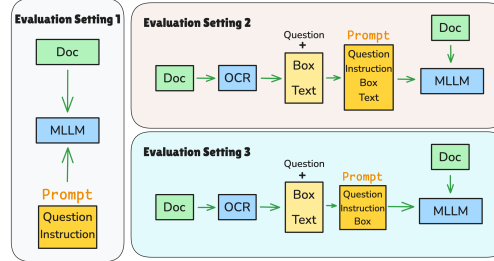 Evaluation Setting 1
Doc
MLLM
Prompt
Question
Instruction
Evaluation Setting 2
Doc
OCR
Question
+
Box
Text
Prompt
Question
Instruction
Box
Text
Doc
MLLM
Evaluation Setting 3
Doc
OCR
Question
+
Box
Text
Prompt
Question
Instruction
Box
Doc
MLLM